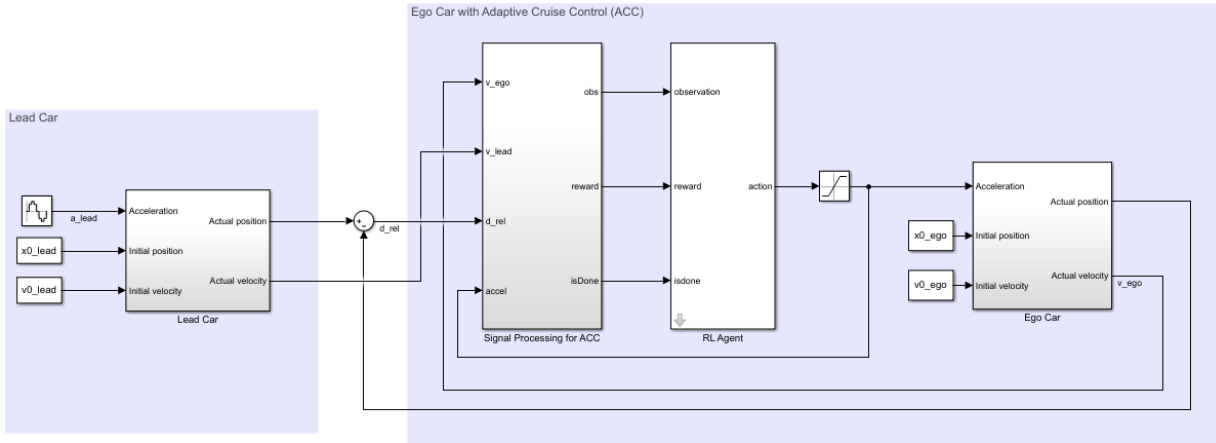 Ego Car with Adaptive Cruise Control (ACC)
Lead Car
a_lead
x0_lead
v0_lead
Acceleration
Initial position
Initial velocity
Actual position
Actual velocity
Lead Car
+
-
d_rel
v_ego
v_lead
d_rel
accel
obs
reward
isDone
Signal Processing for ACC
observation
reward
isdone
action
RL Agent
x0_ego
v0_ego
Acceleration
Initial position
Initial velocity
Actual position
Actual velocity
Ego Car
v_ego